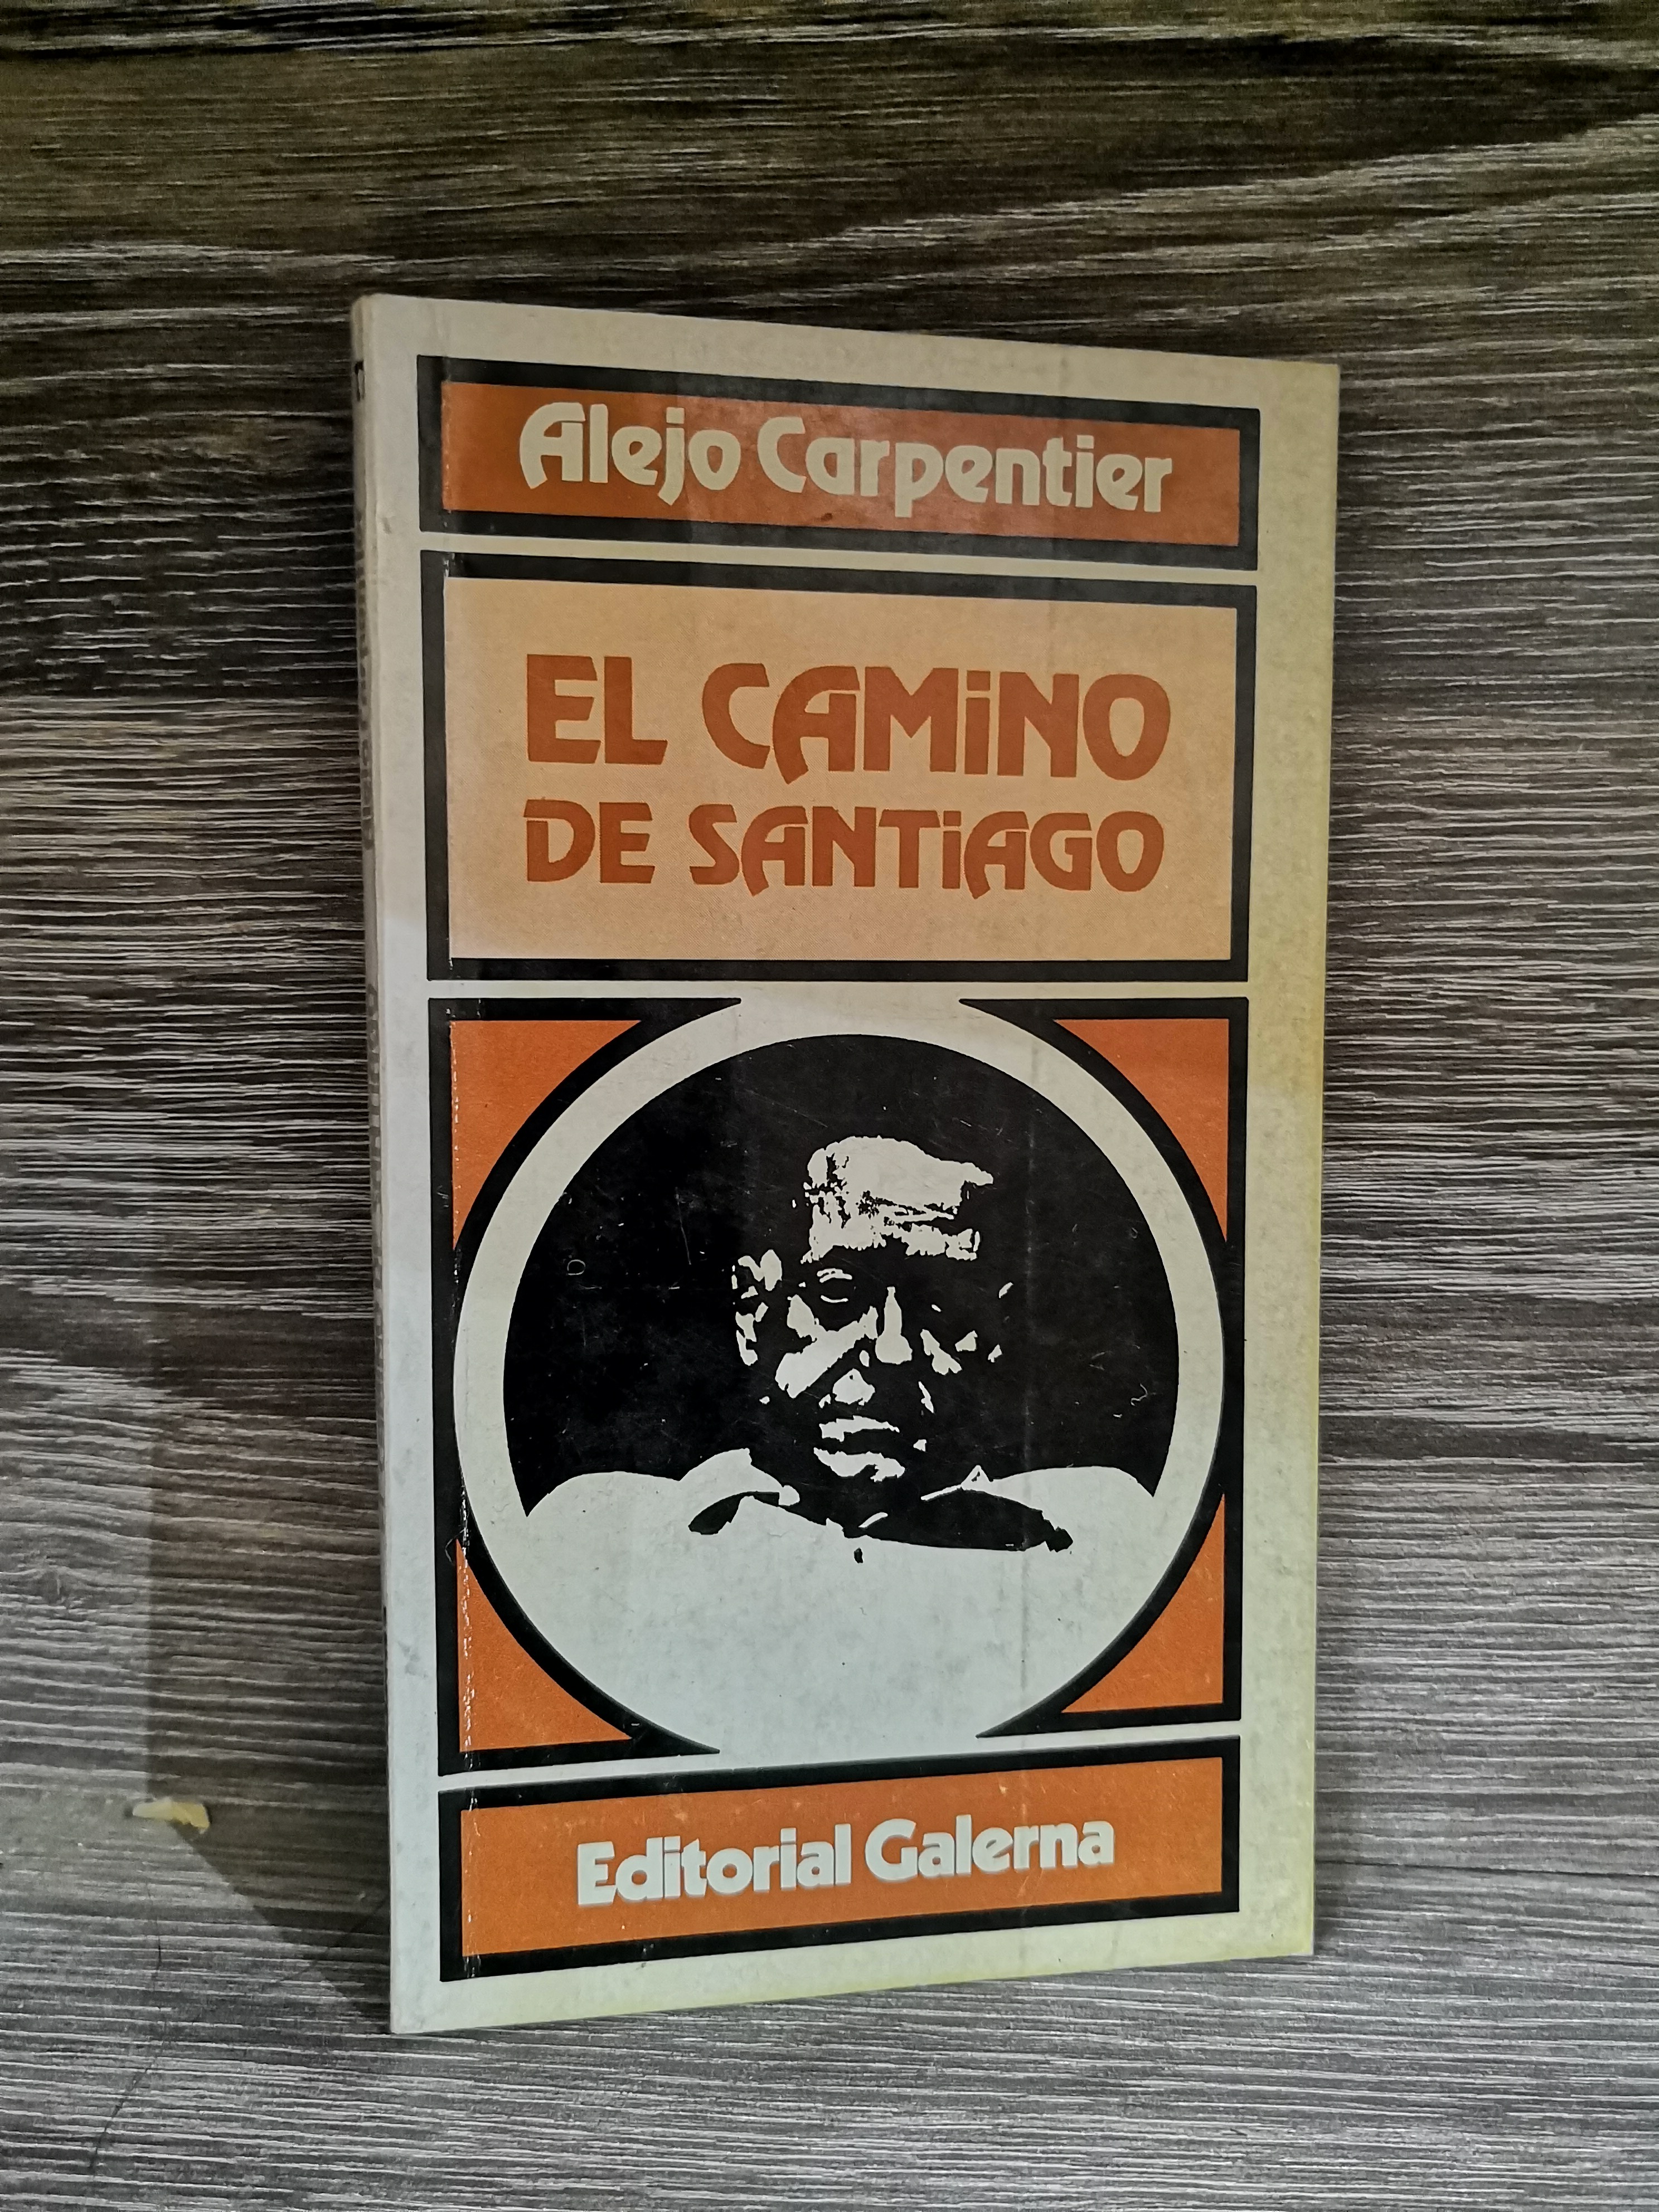 Alejo Carpentier
EL CAMiNO
DE SANTiAGO
Editorial Galerna